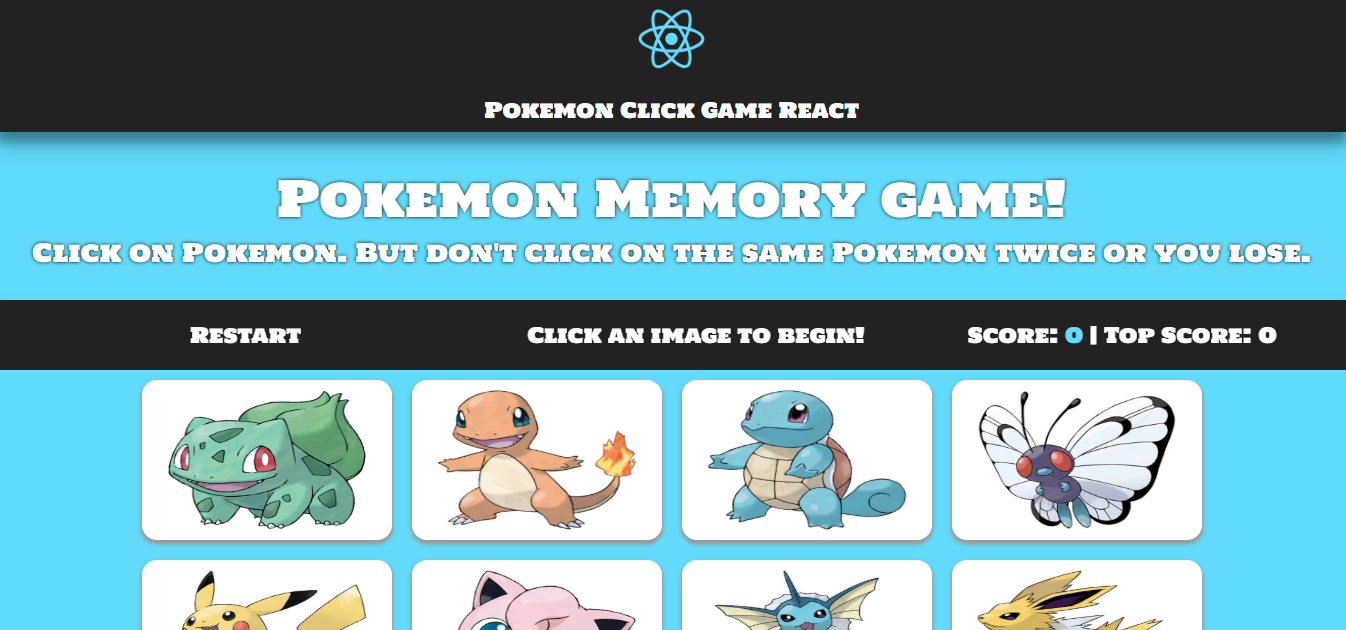 Pokemon Click Game React
Pokemon Memory game!
Click on Pokemon. But don't click on the same Pokemon twice or you lose.
Restart
Click an image to begin!
Score: 0 | Top Score: 0